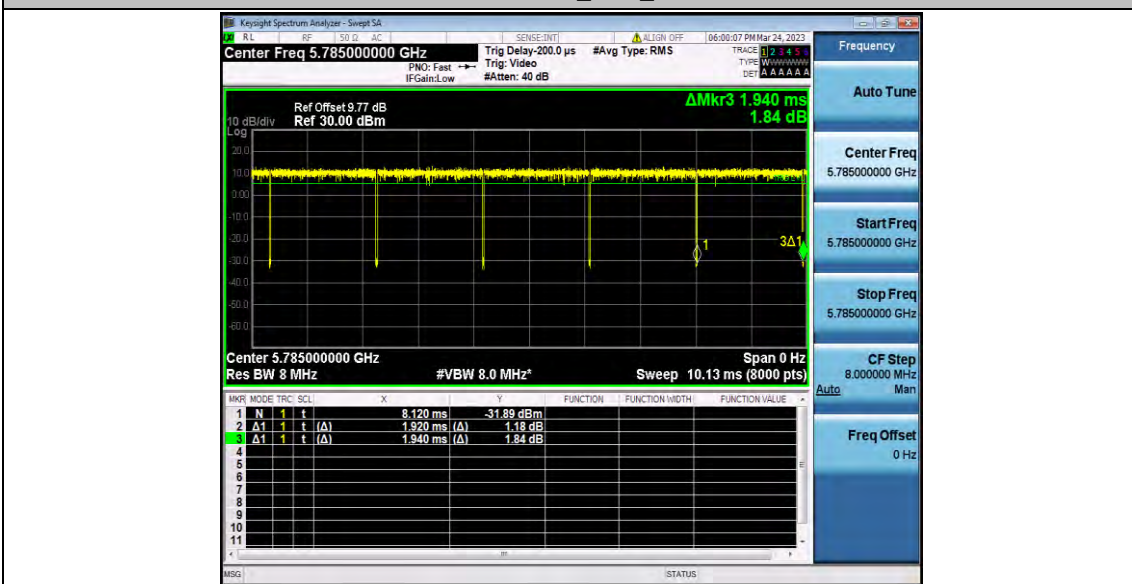 Keysight Spectrum Analyzer - Swept SA
RL RF 50 Ω AC SENSE:INT ALIGN OFF 06:00:07 PM Mar 24, 2023
Center Freq 5.785000000 GHz
PNO: Fast
IFGain:Low
Trig Delay-200.0 µs
Trig: Video
#Atten: 40 dB
#Avg Type: RMS
TRACE 1 2 3 4 5 6
TYPE W
DET A A A A A A
Ref Offset 9.77 dB
10 dB/div Ref 30.00 dBm
Log
ΔMkr3 1.940 ms
1.84 dB
20.0
10.0
0.00
-10.0
-20.0
-30.0
-40.0
-50.0
-60.0
1
3Δ1
Center 5.785000000 GHz Span 0 Hz
Res BW 8 MHz #VBW 8.0 MHz* Sweep 10.13 ms (8000 pts)
MKR MODE TRC SCL X Y FUNCTION FUNCTION WIDTH FUNCTION VALUE
1 N 1 t 8.120 ms -31.89 dBm
2 Δ1 1 t (Δ) 1.920 ms (Δ) 1.18 dB
3 Δ1 1 t (Δ) 1.940 ms (Δ) 1.84 dB
4
5
6
7
8
9
10
11
MSG STATUS
Frequency
Auto Tune
Center Freq
5.785000000 GHz
Start Freq
5.785000000 GHz
Stop Freq
5.785000000 GHz
CF Step
8.000000 MHz
Auto Man
Freq Offset
0 Hz